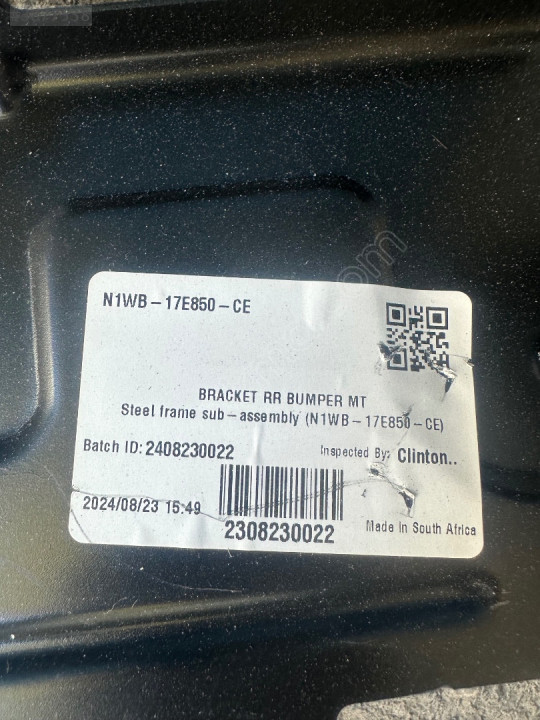 N1WB-17E850-CE
BRACKET RR BUMPER MT
Steel frame sub-assembly (N1WB-17E850-CE)
Batch ID: 2408230022
Inspected By: Clinton..
2024/08/23 15:49
2308230022
Made in South Africa